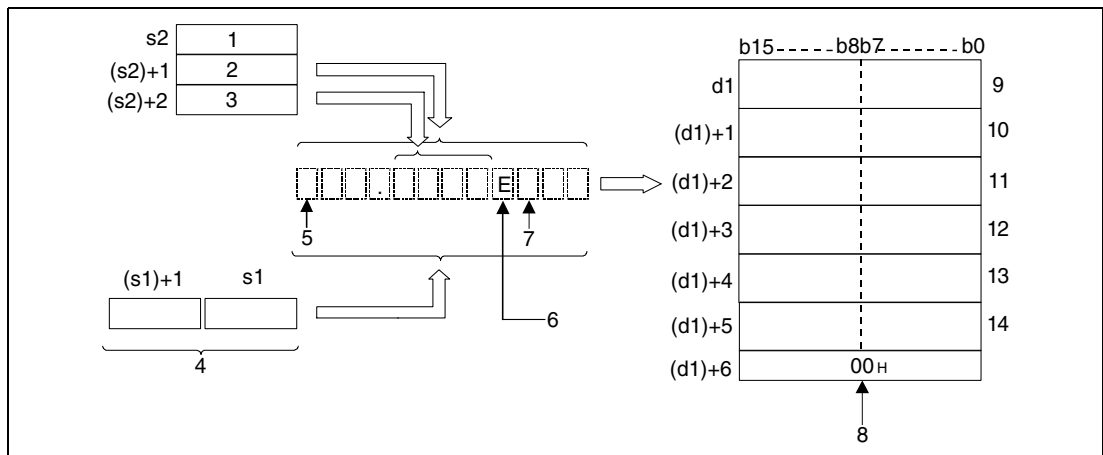 s2 1
(s2)+1 2
(s2)+2 3
. E
5 7
6
(s1)+1 s1
4
b15 b8b7 b0
d1 9
(d1)+1 10
(d1)+2 11
(d1)+3 12
(d1)+4 13
(d1)+5 14
(d1)+6 00H
8